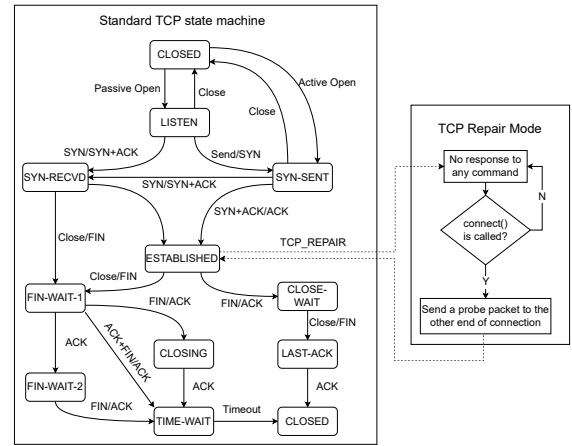 Standard TCP state machine
CLOSED
Passive Open
Close
Active Open
Close
LISTEN
SYN/SYN+ACK
Send/SYN
SYN-RECVD
SYN/SYN+ACK
SYN-SENT
SYN+ACK/ACK
Close/FIN
TCP_REPAIR
ESTABLISHED
Close/FIN
FIN/ACK
CLOSE-
WAIT
FIN-WAIT-1
FIN/ACK
Close/FIN
ACK
ACK+FIN/ACK
CLOSING
LAST-ACK
ACK
ACK
FIN-WAIT-2
FIN/ACK
TIME-WAIT
Timeout
CLOSED
TCP Repair Mode
No response to
any command
N
connect()
is called?
Y
Send a probe packet to the
other end of connection